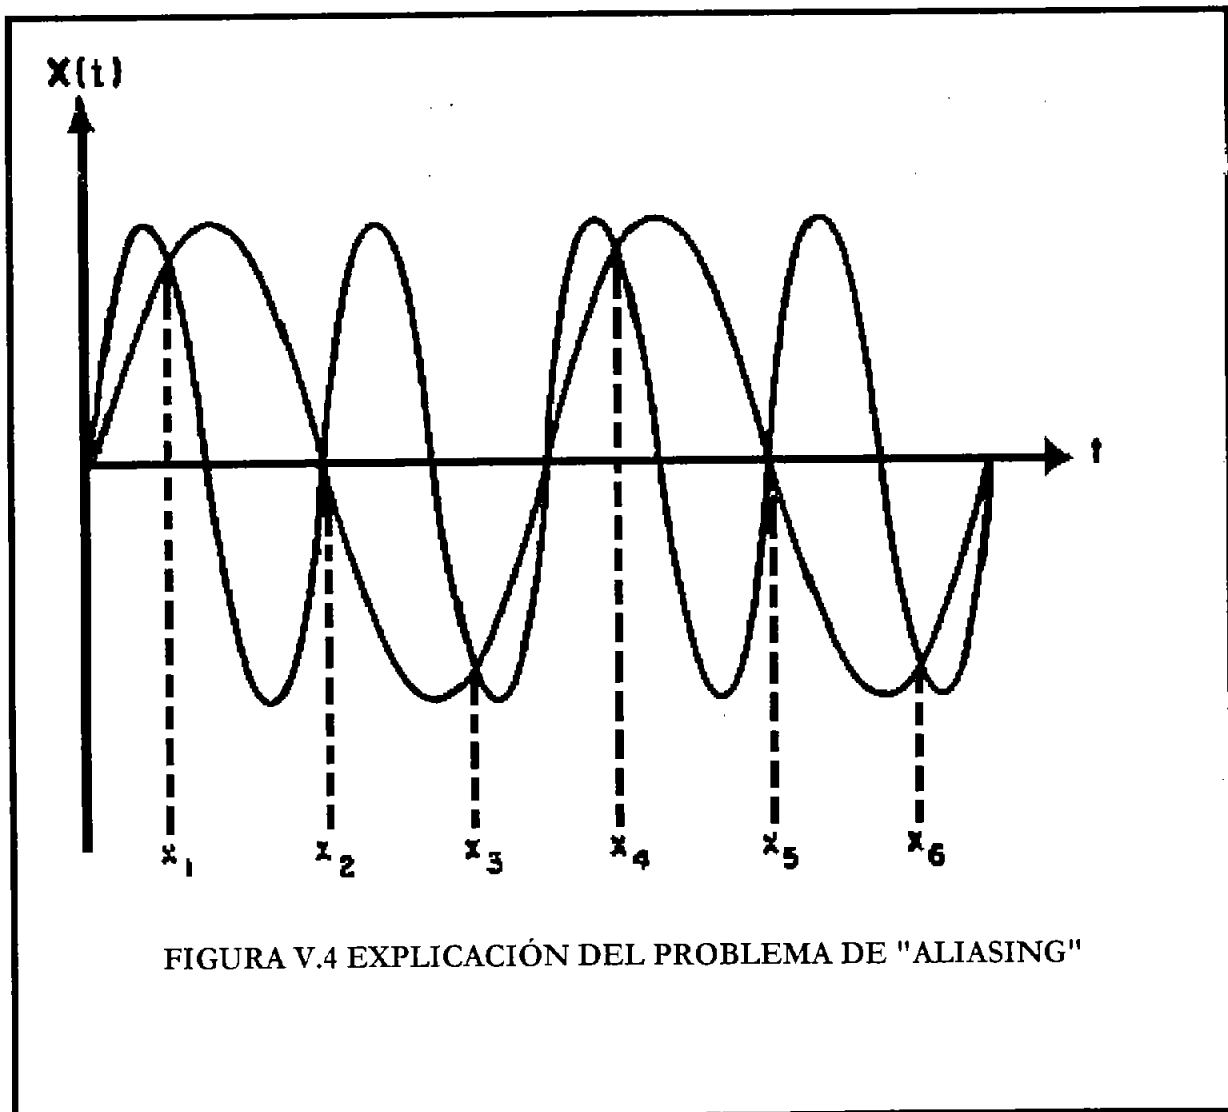 X(t)
t
x1 x2 x3 x4 x5 x6
FIGURA V.4 EXPLICACIÓN DEL PROBLEMA DE "ALIASING"